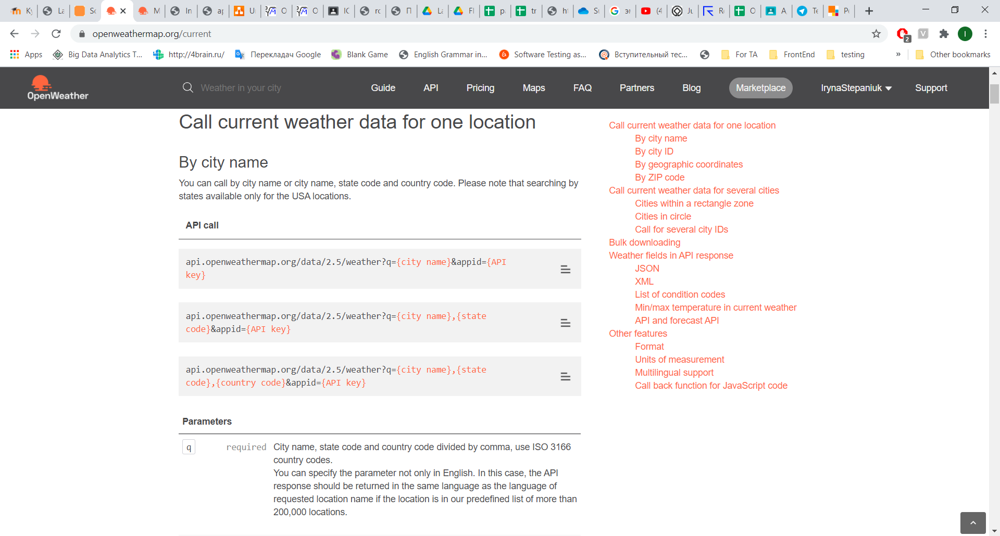 Ку
La
Sc
M
In
ap
U
O
O
IC
rc
П
La
Fl
p
tr
h
St
эн
(4
Ju
R
O
A
Te
Pe
openweathermap.org/current
2
V
I
Apps
Big Data Analytics T...
http://4brain.ru/
Перекладач Google
Blank Game
English Grammar in...
Software Testing as...
Вступительный тес...
For TA
FrontEnd
testing
»
Other bookmarks
OpenWeather
Weather in your city
Guide
API
Pricing
Maps
FAQ
Partners
Blog
Marketplace
IrynaStepaniuk
Support
Call current weather data for one location
By city name
You can call by city name or city name, state code and country code. Please note that searching by
states available only for the USA locations.
API call
api.openweathermap.org/data/2.5/weather?q={city name}&appid={API
key}
api.openweathermap.org/data/2.5/weather?q={city name},{state
code}&appid={API key}
api.openweathermap.org/data/2.5/weather?q={city name},{state
code},{country code}&appid={API key}
Parameters
q
required
City name, state code and country code divided by comma, use ISO 3166
country codes.
You can specify the parameter not only in English. In this case, the API
response should be returned in the same language as the language of
requested location name if the location is in our predefined list of more than
200,000 locations.
Call current weather data for one location
By city name
By city ID
By geographic coordinates
By ZIP code
Call current weather data for several cities
Cities within a rectangle zone
Cities in circle
Call for several city IDs
Bulk downloading
Weather fields in API response
JSON
XML
List of condition codes
Min/max temperature in current weather
API and forecast API
Other features
Format
Units of measurement
Multilingual support
Call back function for JavaScript code